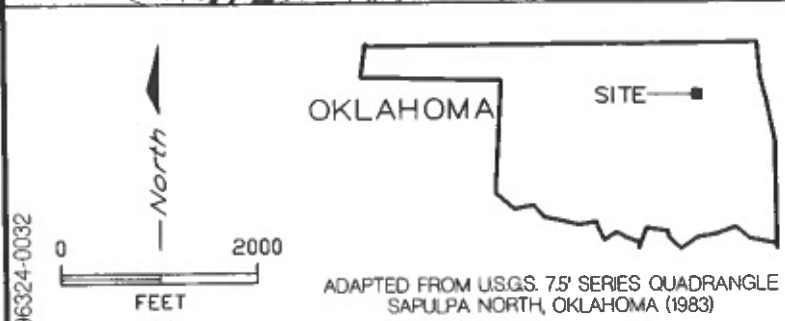 North
OKLAHOMA
SITE
0 2000
FEET
ADAPTED FROM U.S.G.S. 7.5' SERIES QUADRANGLE
SAPULPA NORTH, OKLAHOMA (1983)
96324-0032